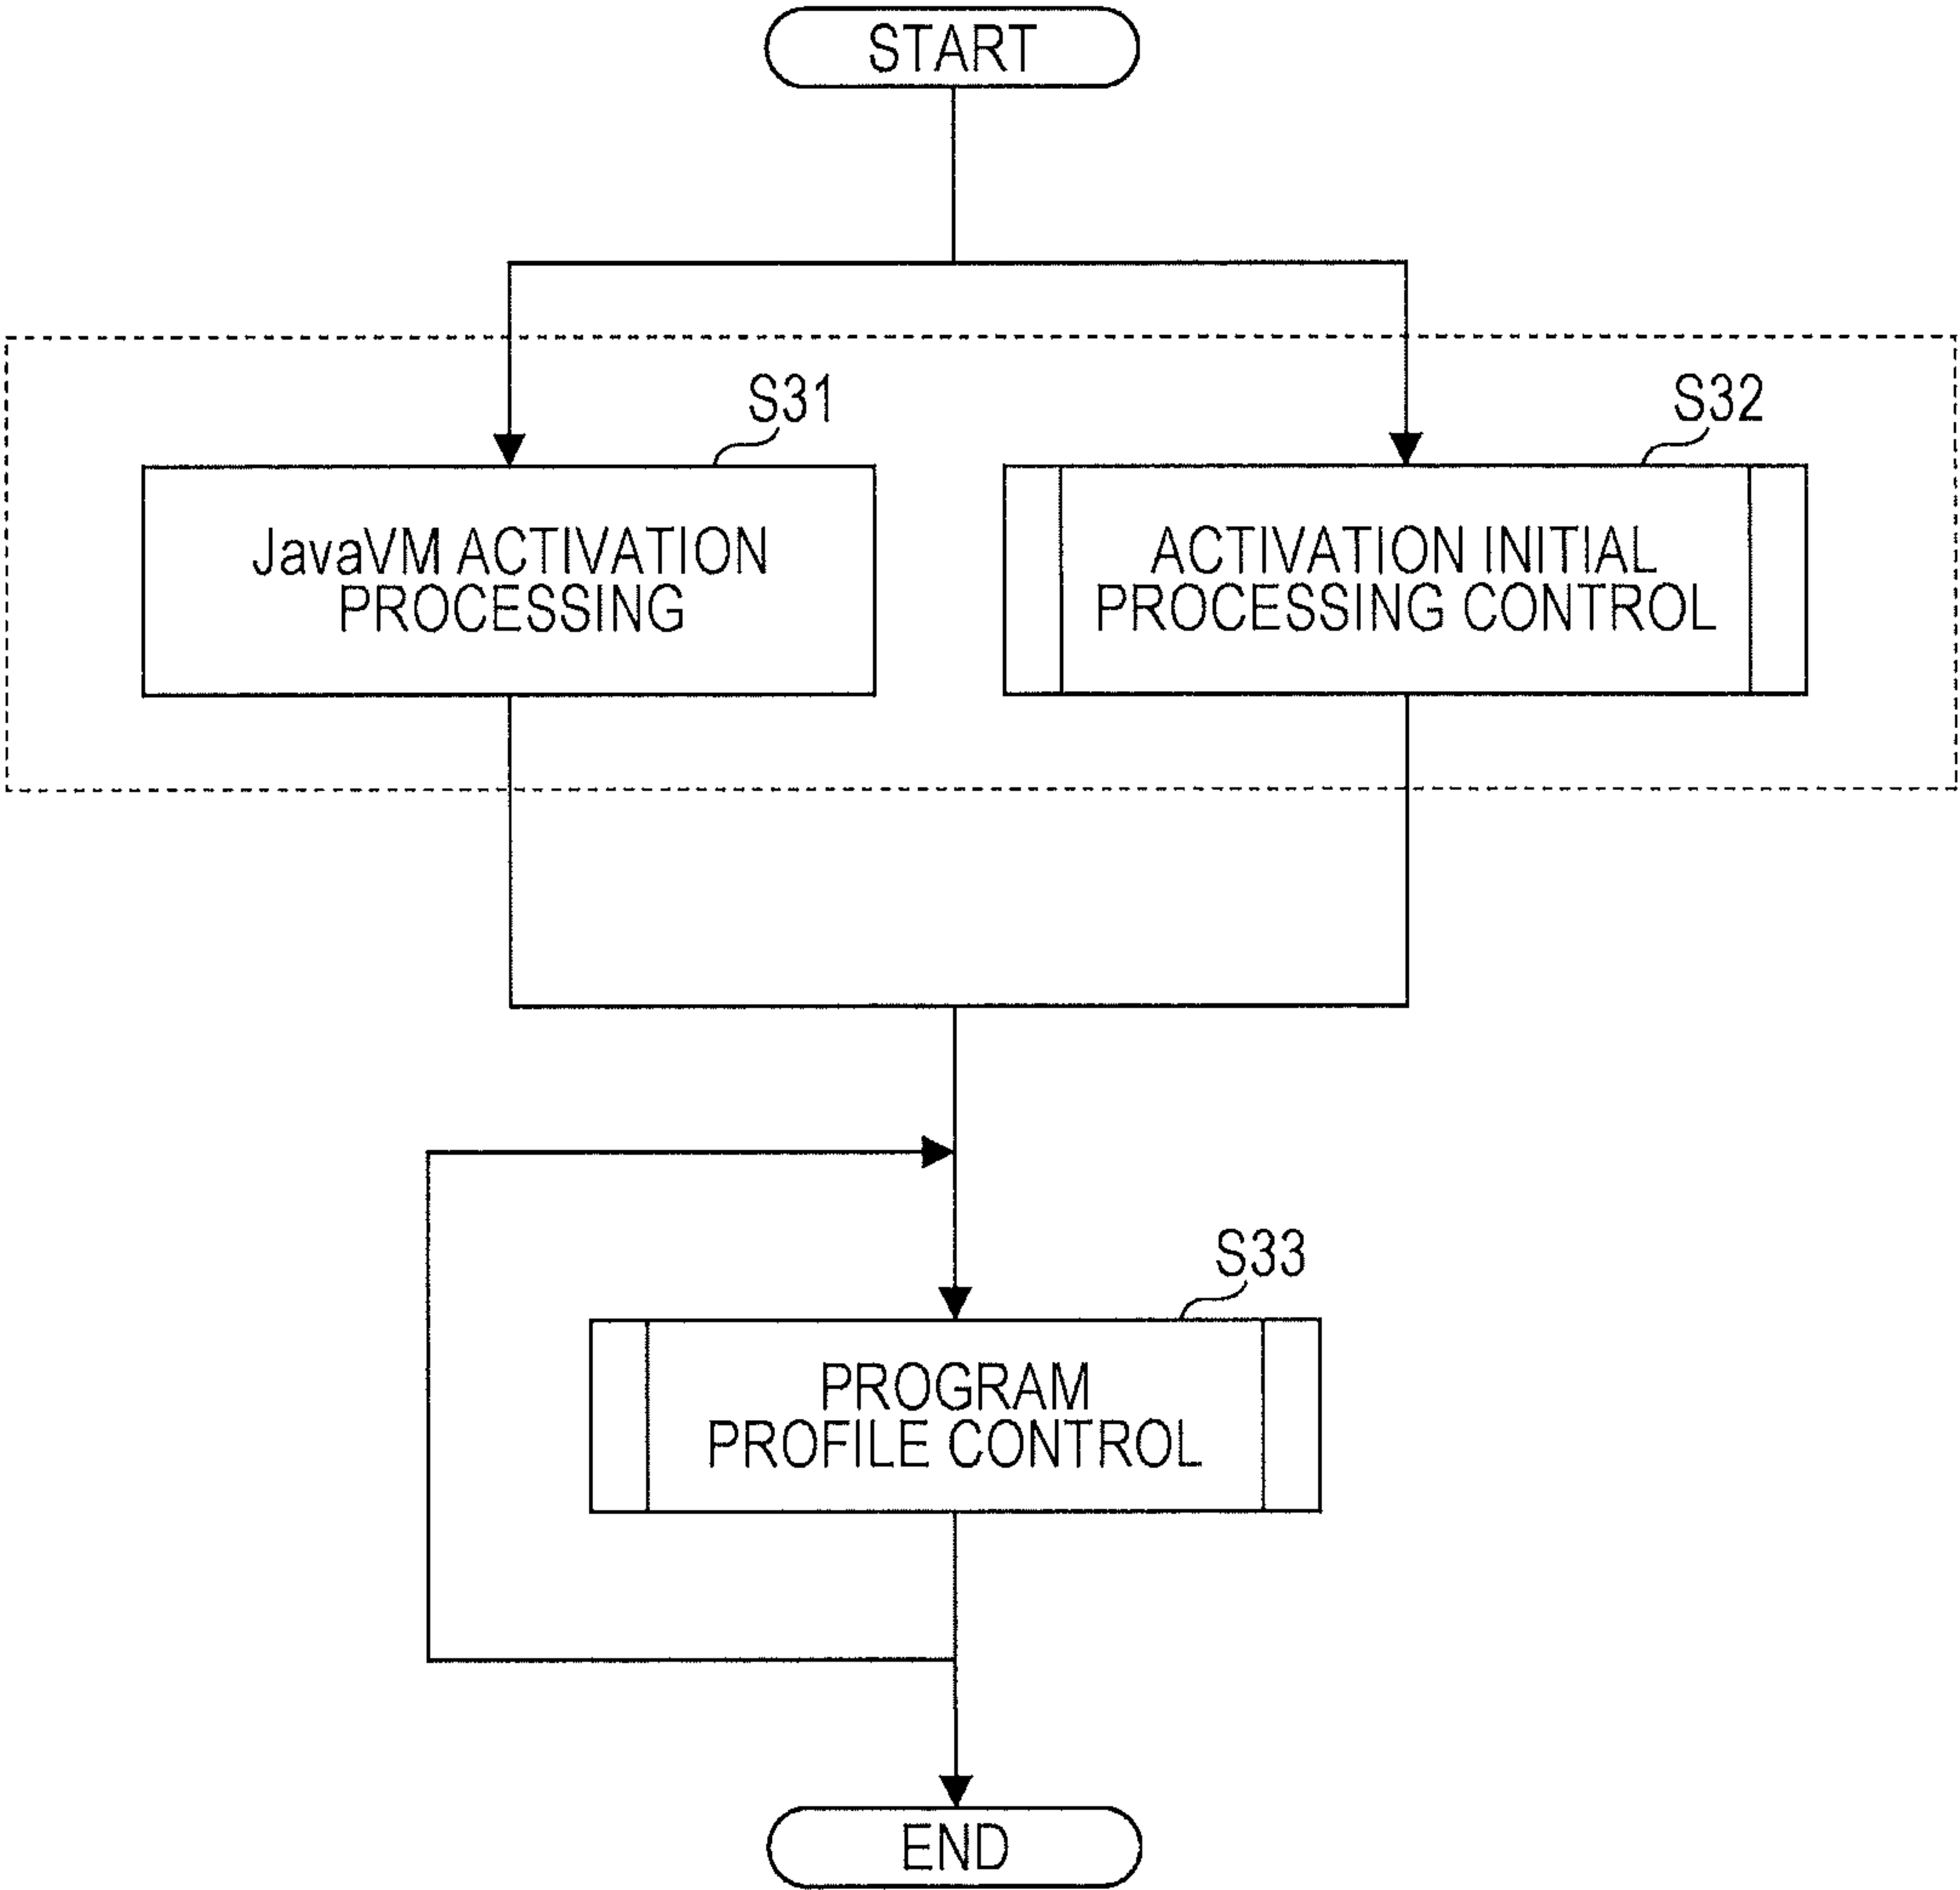 START
S31
S32
JavaVM ACTIVATION
PROCESSING
ACTIVATION INITIAL
PROCESSING CONTROL
S33
PROGRAM
PROFILE CONTROL
END